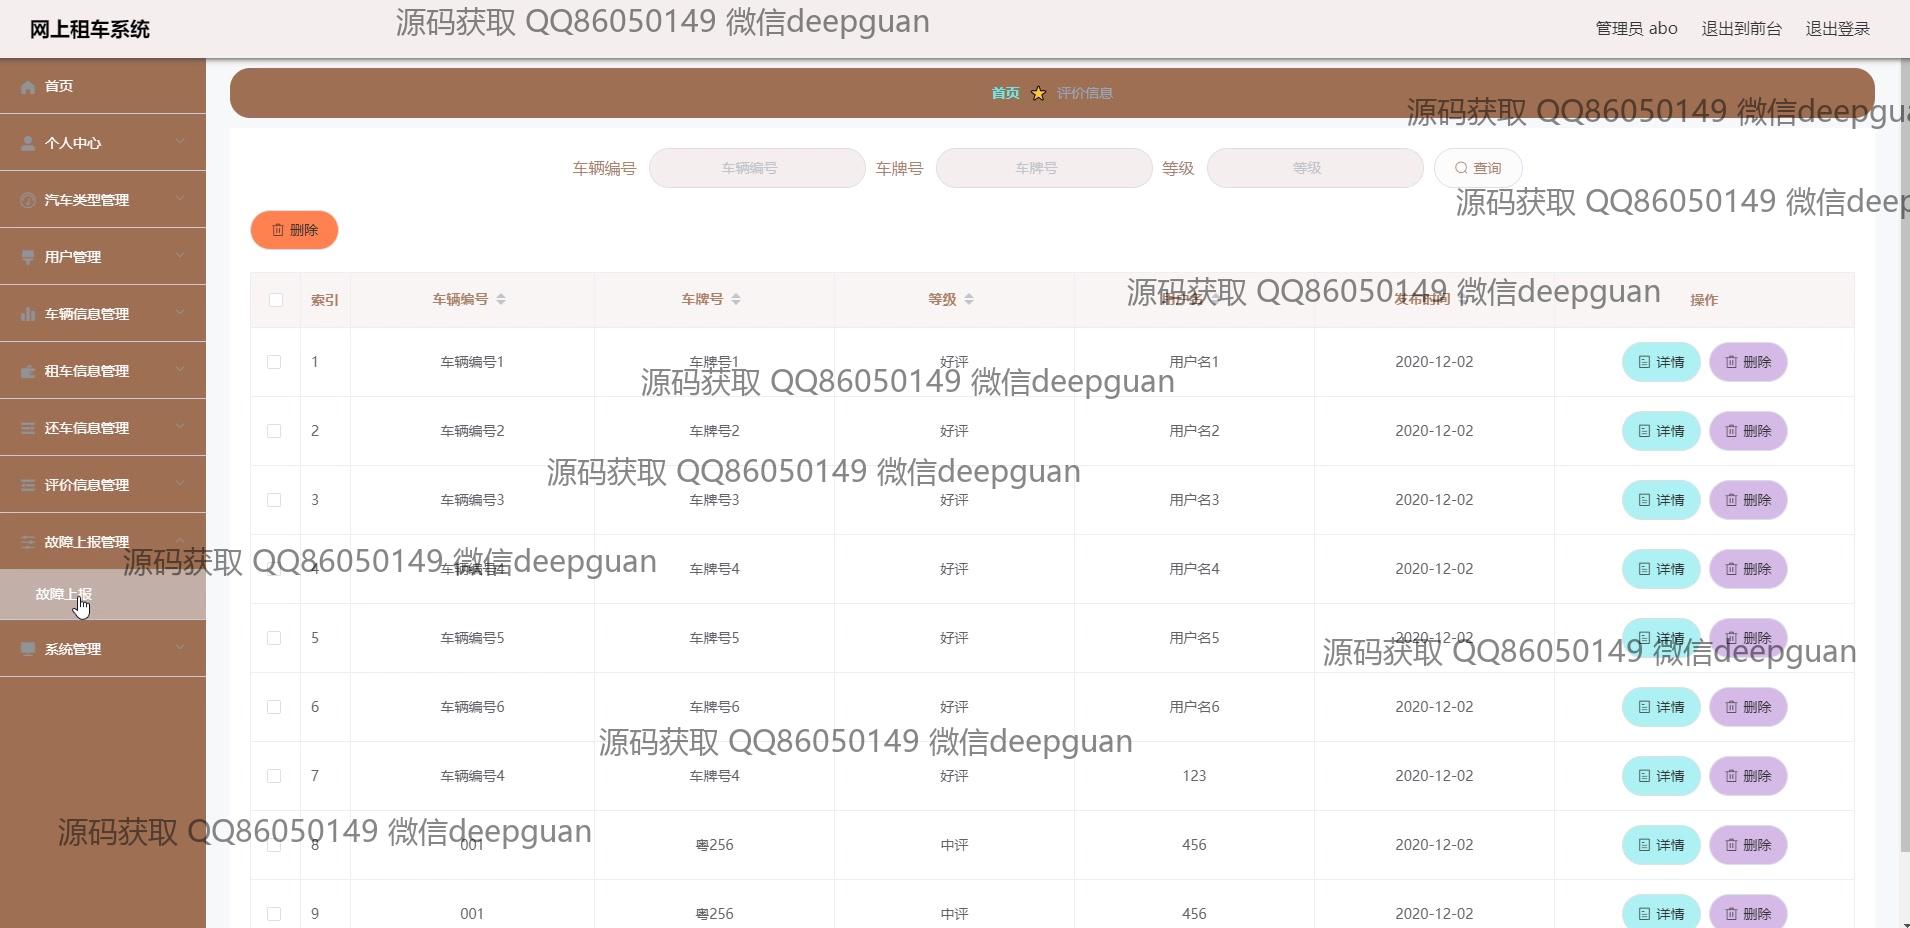 网上租车系统
源码获取 QQ86050149 微信deepguan
管理员 abo 退出到前台 退出登录
首页
个人中心
汽车类型管理
用户管理
车辆信息管理
租车信息管理
还车信息管理
评价信息管理
故障上报管理
故障上报
系统管理
首页 评价信息
源码获取 QQ86050149 微信deepgua
车辆编号 车辆编号 车牌号 车牌号 等级 等级 查询
源码获取 QQ86050149 微信deep
删除
索引 车辆编号 车牌号 等级 用户名 发布时间 操作
源码获取 QQ86050149 微信deepguan
1 车辆编号1 车牌号1 好评 用户名1 2020-12-02 详情 删除
源码获取 QQ86050149 微信deepguan
2 车辆编号2 车牌号2 好评 用户名2 2020-12-02 详情 删除
源码获取 QQ86050149 微信deepguan
3 车辆编号3 车牌号3 好评 用户名3 2020-12-02 详情 删除
源码获取 QQ86050149 微信deepguan
4 车辆编号4 车牌号4 好评 用户名4 2020-12-02 详情 删除
5 车辆编号5 车牌号5 好评 用户名5 2020-12-02 详情 删除
源码获取 QQ86050149 微信deepguan
6 车辆编号6 车牌号6 好评 用户名6 2020-12-02 详情 删除
源码获取 QQ86050149 微信deepguan
7 车辆编号4 车牌号4 好评 123 2020-12-02 详情 删除
源码获取 QQ86050149 微信deepguan
8 001 粤256 中评 456 2020-12-02 详情 删除
9 001 粤256 中评 456 2020-12-02 详情 删除